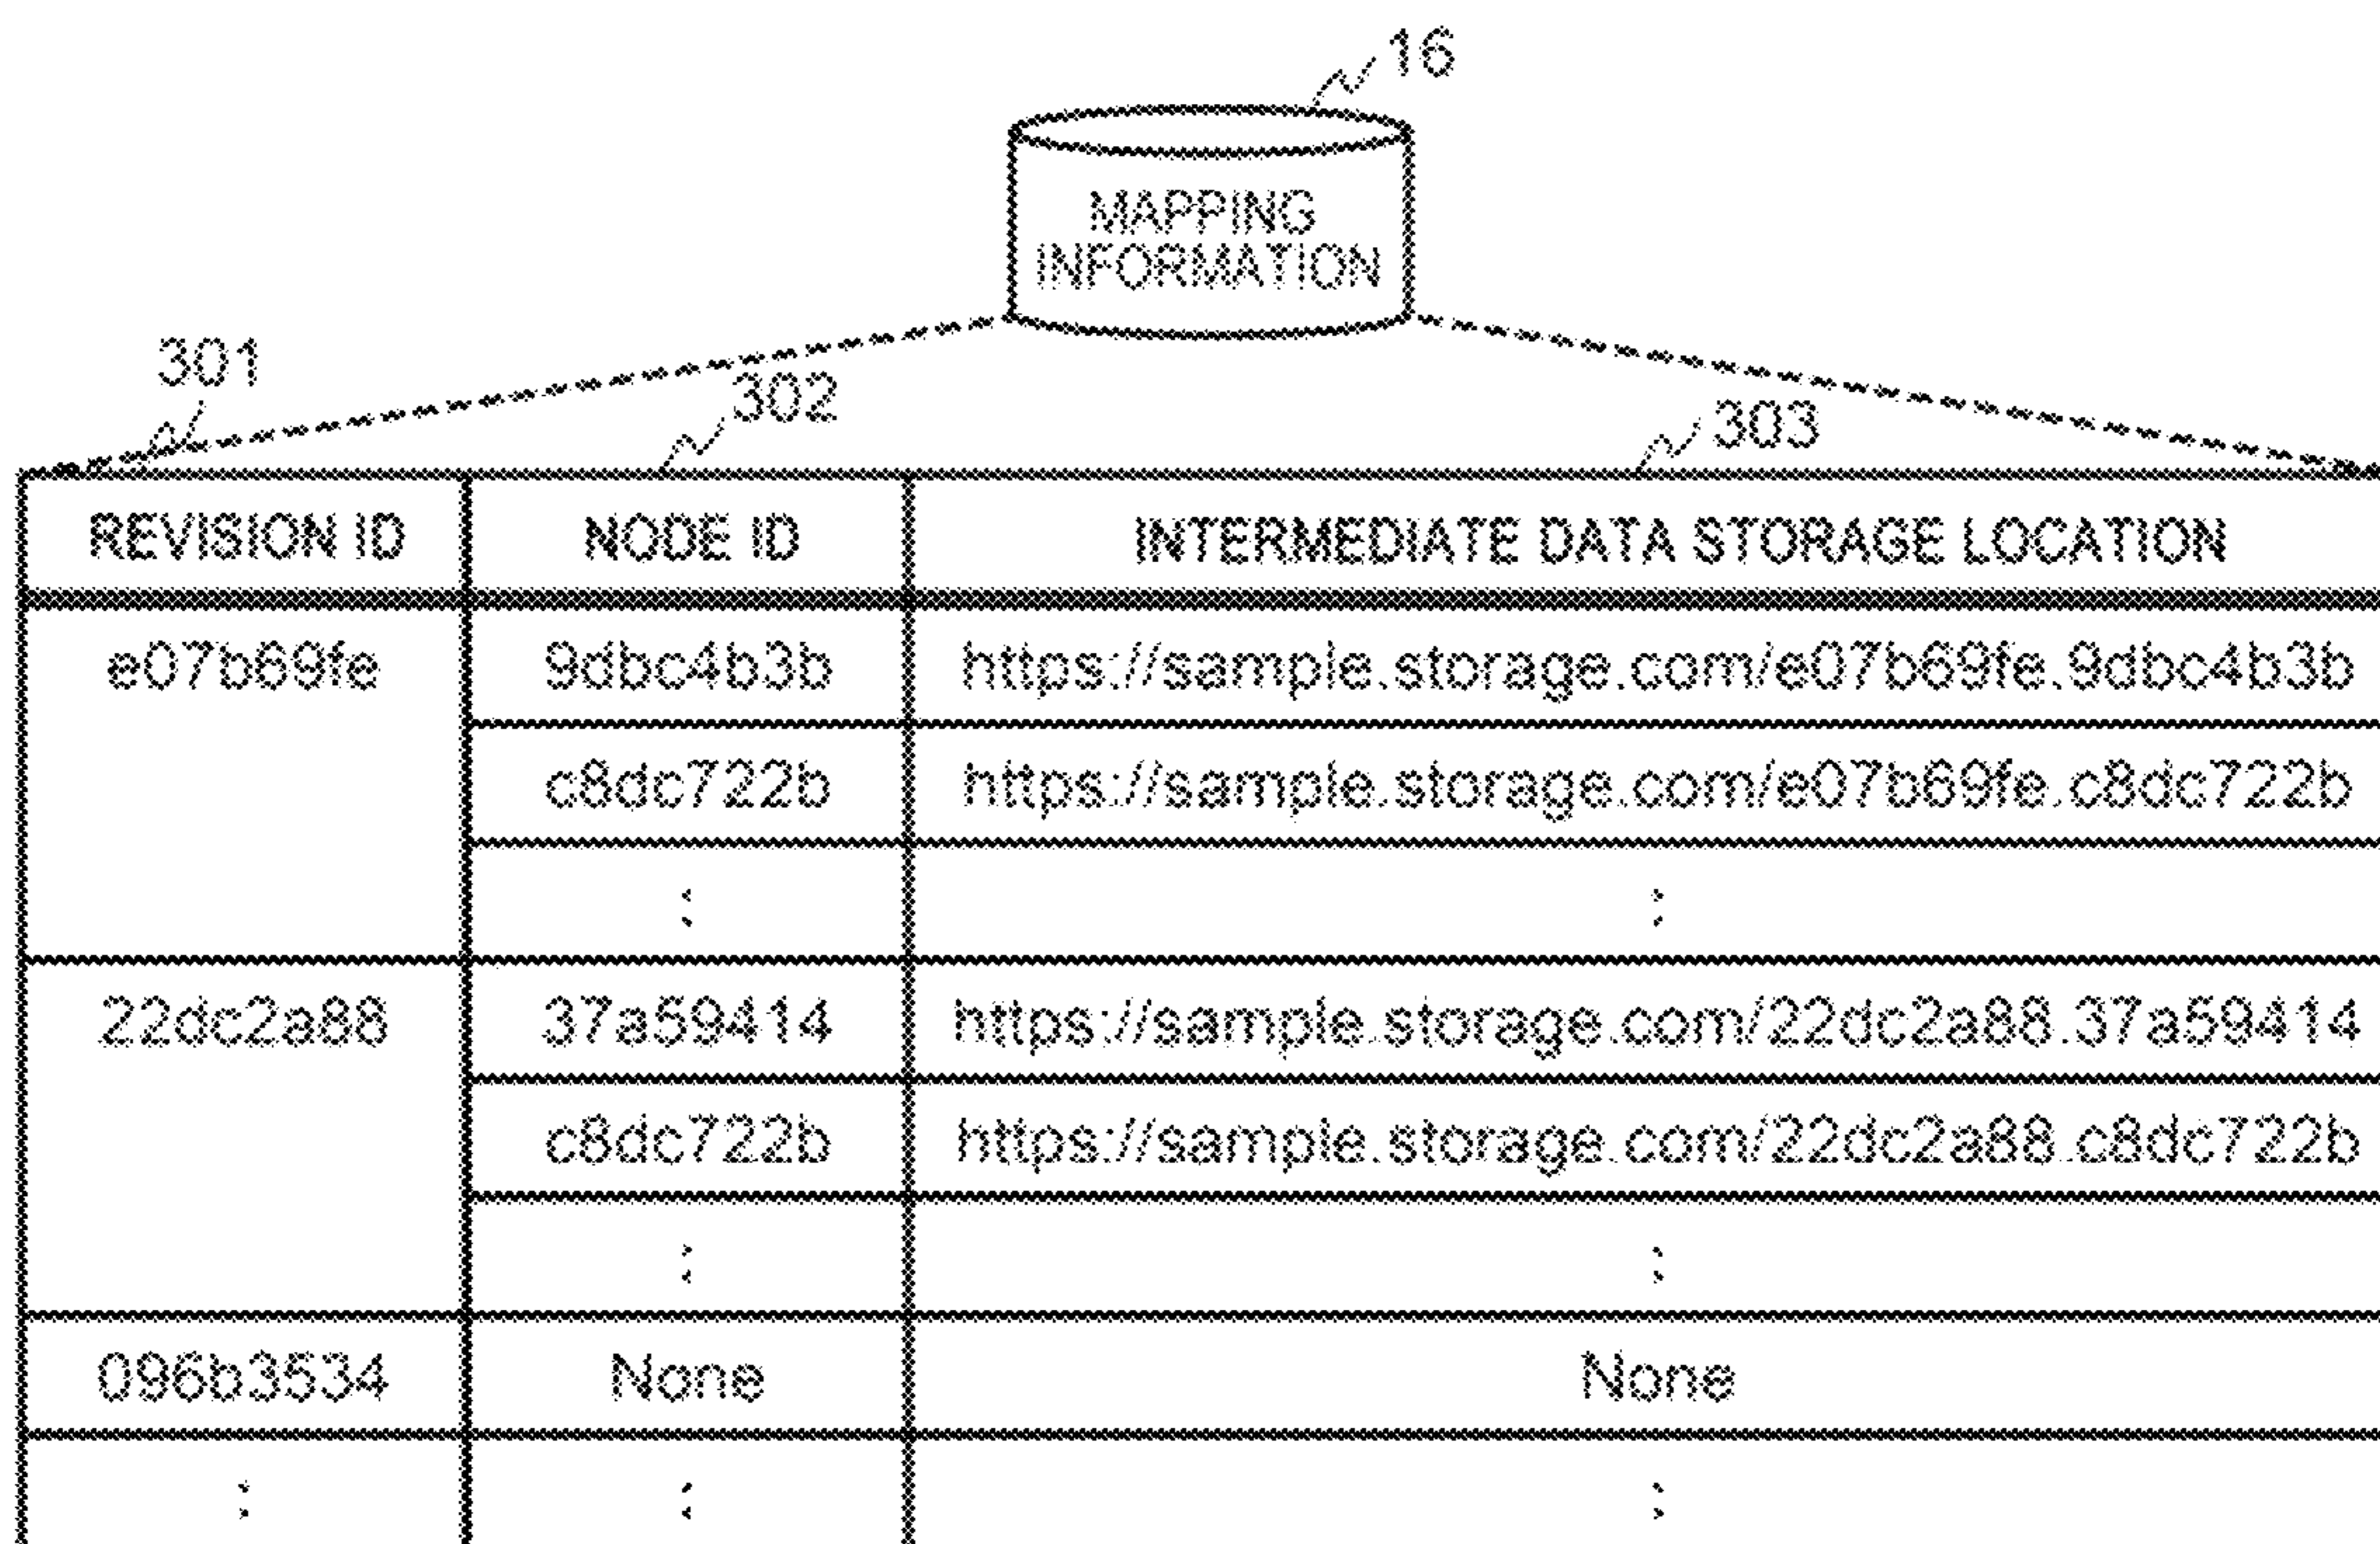 16
MAPPING
INFORMATION
301
302
303
REVISION ID NODE ID INTERMEDIATE DATA STORAGE LOCATION
e07b69fe 9dbc4b3b https://sample.storage.com/e07b69fe.9dbc4b3b
c8dc722b https://sample.storage.com/e07b69fe.c8dc722b
: :
22dc2a88 37a59414 https://sample.storage.com/22dc2a88.37a59414
c8dc722b https://sample.storage.com/22dc2a88.c8dc722b
: :
096b3534 None None
: : :